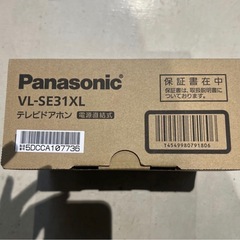 Panasonic
VL-SE31XL
テレビドアホン 電源直結式
5DCCA107736
保証書在中
保証書は、取扱説明書に
ついております。
T4549980791806